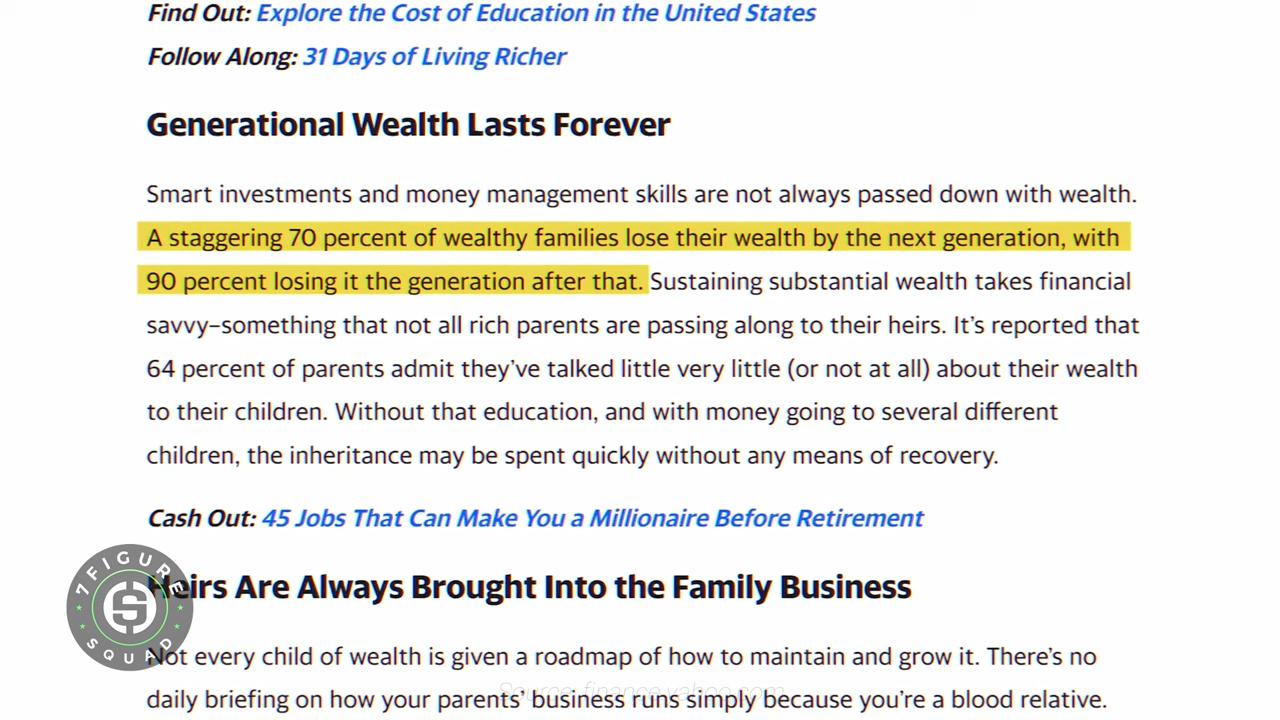 Find Out: Explore the Cost of Education in the United States
Follow Along: 31 Days of Living Richer
Generational Wealth Lasts Forever
Smart investments and money management skills are not always passed down with wealth.
A staggering 70 percent of wealthy families lose their wealth by the next generation, with
90 percent losing it the generation after that. Sustaining substantial wealth takes financial
savvy–something that not all rich parents are passing along to their heirs. It's reported that
64 percent of parents admit they've talked little very little (or not at all) about their wealth
to their children. Without that education, and with money going to several different
children, the inheritance may be spent quickly without any means of recovery.
Cash Out: 45 Jobs That Can Make You a Millionaire Before Retirement
Heirs Are Always Brought Into the Family Business
7FIGURE
SQUAD
Not every child of wealth is given a roadmap of how to maintain and grow it. There's no
Source: finance.yahoo.com
daily briefing on how your parents' business runs simply because you're a blood relative.